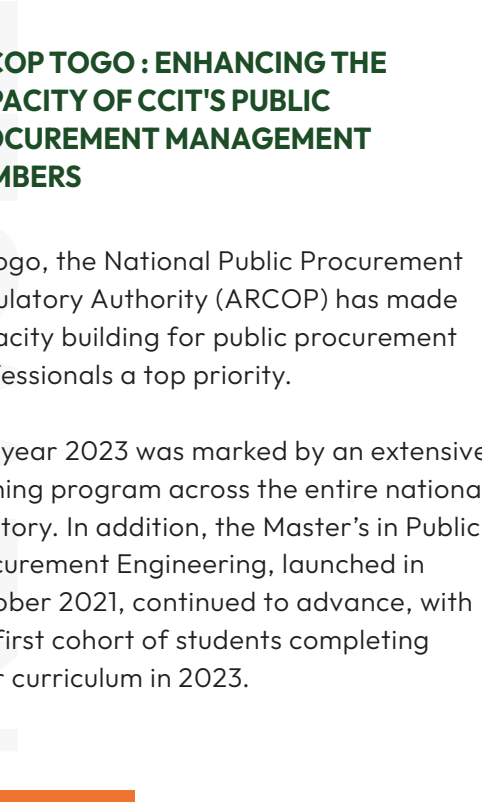 COP TOGO : ENHANCING THE
PACITY OF CCIT'S PUBLIC
OCUREMENT MANAGEMENT
MBERS
ogo, the National Public Procurement
ulatory Authority (ARCOP) has made
acity building for public procurement
essionals a top priority.
year 2023 was marked by an extensive
ning program across the entire nationa
tory. In addition, the Master’s in Public
curement Engineering, launched in
ober 2021, continued to advance, with
first cohort of students completing
r curriculum in 2023.